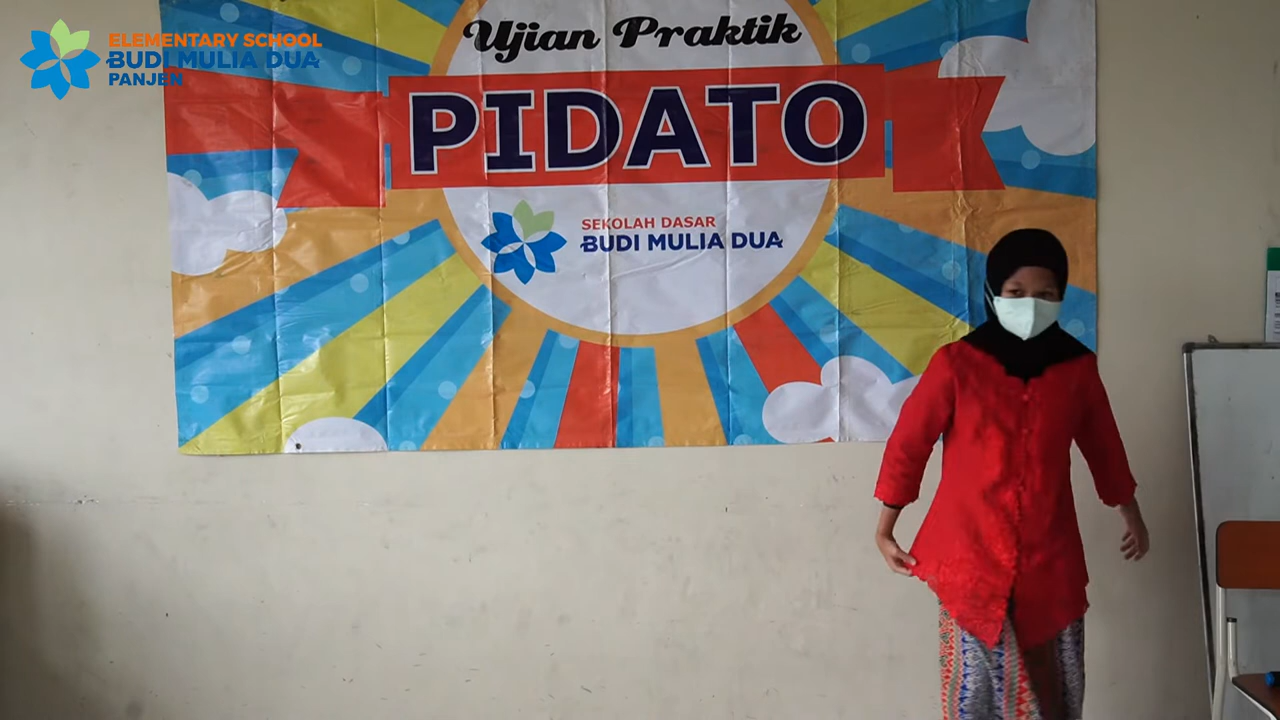 ELEMENTARY SCHOOL
BUDI MULIA DUA
PANJEN
Ujian Praktik
PIDATO
SEKOLAH DASAR
BUDI MULIA DUA